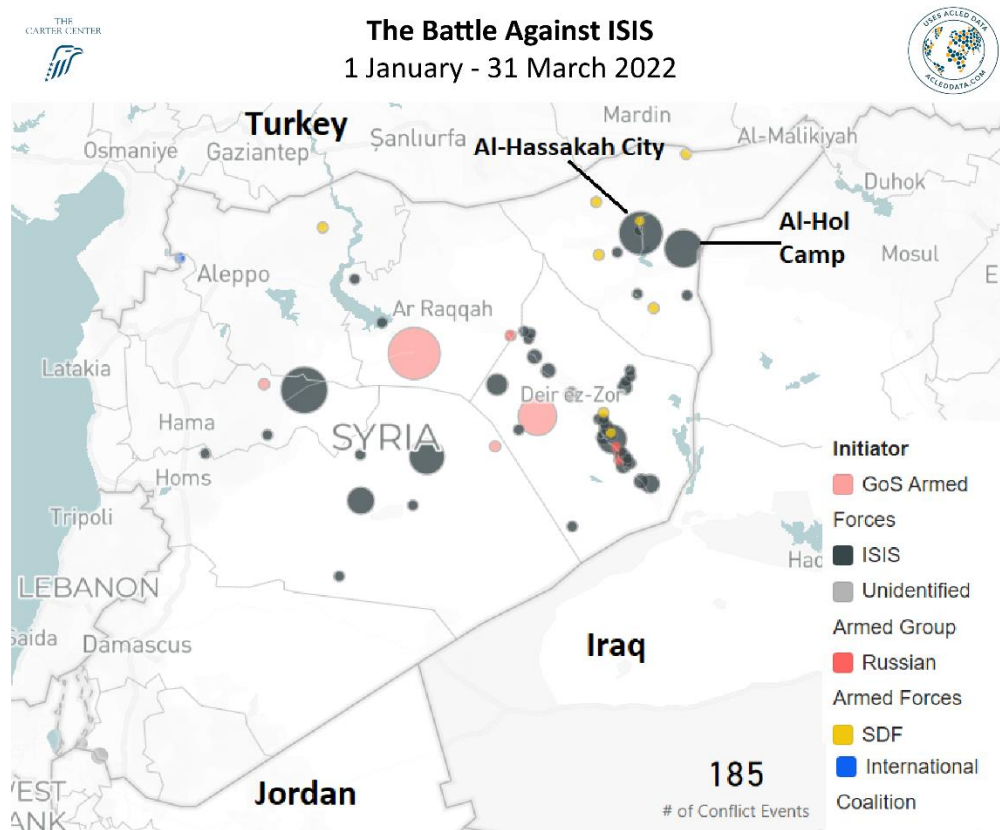 THE
CARTER CENTER
The Battle Against ISIS
1 January - 31 March 2022
USES ACLED DATA
ACLEDDATA.COM
Turkey
Mardin
Şanlıurfa
Al-Malikiyah
Osmaniye
Gaziantep
Al-Hassakah City
Duhok
Al-Hol
Camp
Mosul
E
Aleppo
Ar Raqqah
Latakia
Deir ez-Zor
Hama
SYRIA
Homs
Tripoli
LEBANON
Saida
Damascus
Iraq
Had
Jordan
VEST
ANK
Initiator
GoS Armed
Forces
ISIS
Unidentified
Armed Group
Russian
Armed Forces
SDF
International
Coalition
185
# of Conflict Events